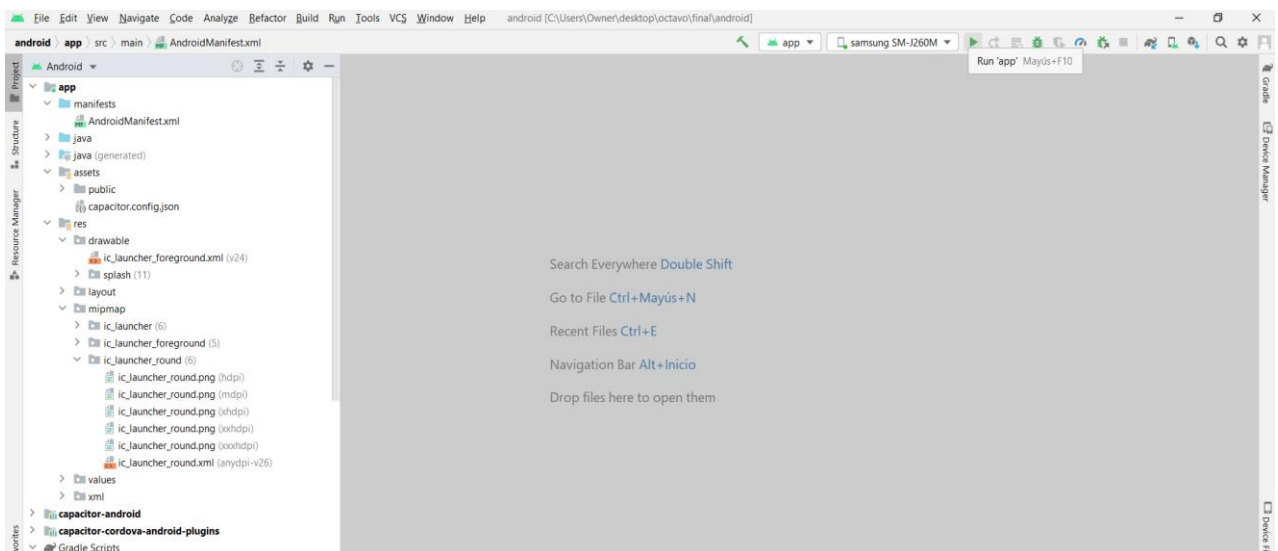 File Edit View Navigate Code Analyze Refactor Build Run Tools VCS Window Help android [C:\Users\Owner\desktop\octavo\final\android]
android app src main AndroidManifest.xml app samsung SM-J260M
Run 'app' Mayús+F10
Project
Structure
Resource Manager
Android
app
manifests
AndroidManifest.xml
java
java (generated)
assets
public
capacitor.config.json
res
drawable
ic_launcher_foreground.xml (v24)
splash (11)
layout
mipmap
ic_launcher (6)
ic_launcher_foreground (5)
ic_launcher_round (6)
ic_launcher_round.png (hdpi)
ic_launcher_round.png (mdpi)
ic_launcher_round.png (xhdpi)
ic_launcher_round.png (xxhdpi)
ic_launcher_round.png (xxxhdpi)
ic_launcher_round.xml (anydpi-v26)
values
xml
capacitor-android
capacitor-cordova-android-plugins
Gradle Scripts
Search Everywhere Double Shift
Go to File Ctrl+Mayús+N
Recent Files Ctrl+E
Navigation Bar Alt+Inicio
Drop files here to open them
Gradle
Device Manager